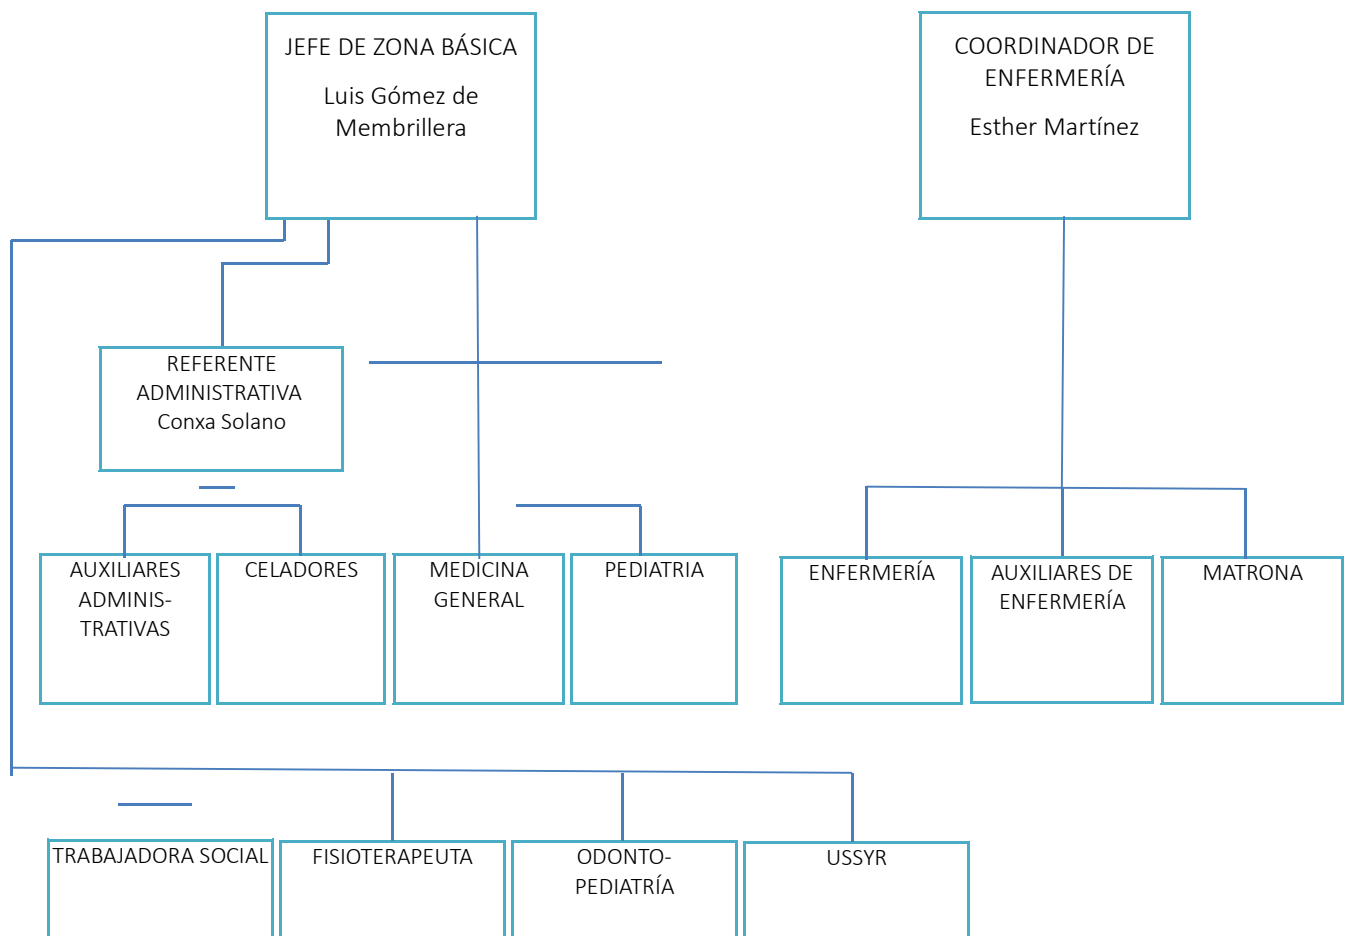 JEFE DE ZONA BÁSICA
Luis Gómez de
Membrillera
COORDINADOR DE
ENFERMERÍA
Esther Martínez
REFERENTE
ADMINISTRATIVA
Conxa Solano
AUXILIARES
ADMINIS-
TRATIVAS
CELADORES
MEDICINA
GENERAL
PEDIATRIA
ENFERMERÍA
AUXILIARES DE
ENFERMERÍA
MATRONA
TRABAJADORA SOCIAL
FISIOTERAPEUTA
ODONTO-
PEDIATRÍA
USSYR